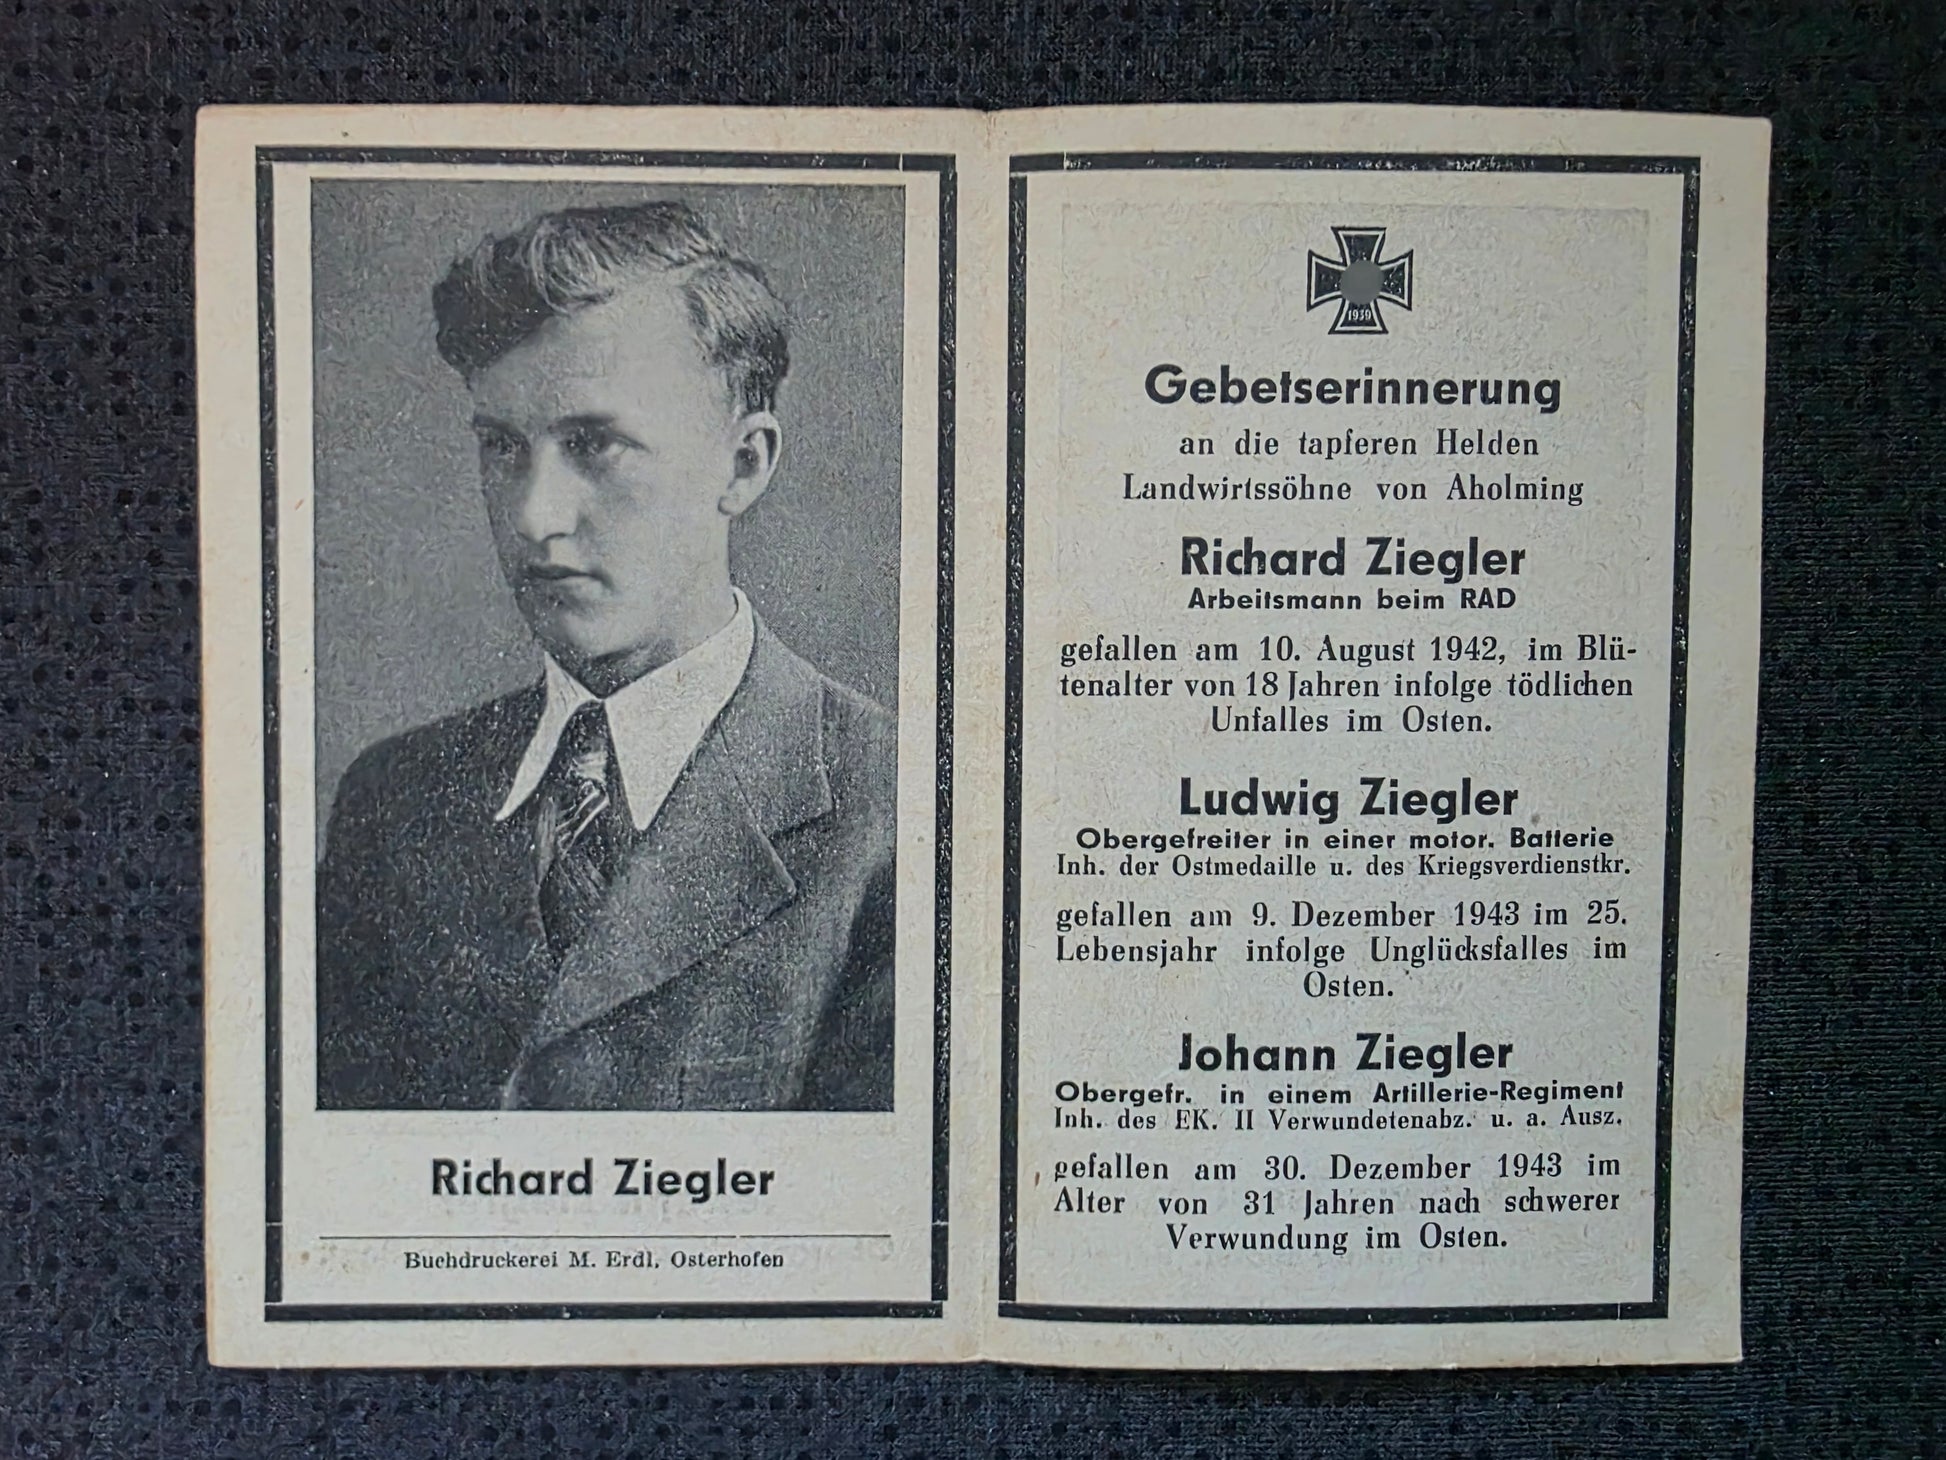 Richard Ziegler
Buchdruckerei M. Erdl, Osterhofen
1939
Gebetserinnerung
an die tapferen Helden
Landwirtssöhne von Aholming
Richard Ziegler
Arbeitsmann beim RAD
gefallen am 10. August 1942, im Blü-
tenalter von 18 Jahren infolge tödlichen
Unfalles im Osten.
Ludwig Ziegler
Obergefreiter in einer motor. Batterie
Inh. der Ostmedaille u. des Kriegsverdienstkr.
gefallen am 9. Dezember 1943 im 25.
Lebensjahr infolge Unglücksfalles im
Osten.
Johann Ziegler
Obergefr. in einem Artillerie-Regiment
Inh. des EK. II Verwundetenabz. u. a. Ausz.
gefallen am 30. Dezember 1943 im
Alter von 31 Jahren nach schwerer
Verwundung im Osten.